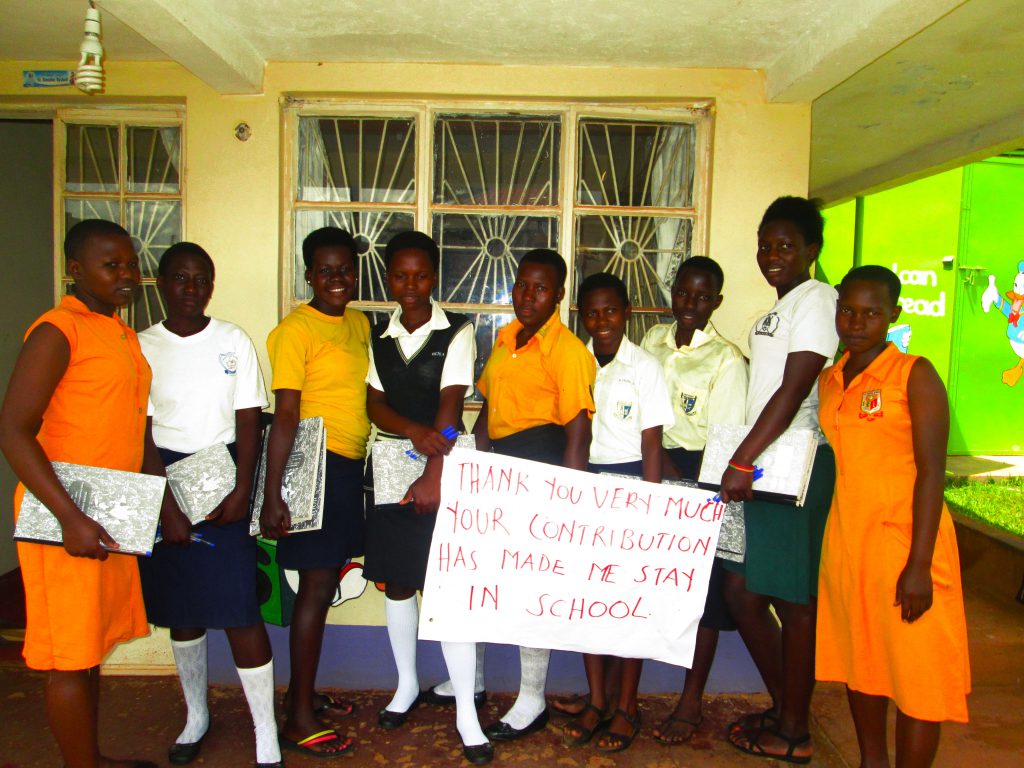 THANK YOU VERY MUCH
YOUR CONTRIBUTION
HAS MADE ME STAY
IN SCHOOL.
I can
read